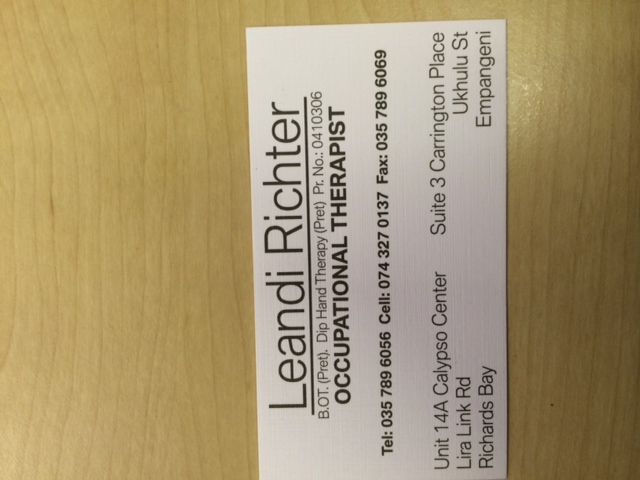 Leandi Richter
B.OT. (Pret). Dip Hand Therapy (Pret) Pr. No.: 0410306
OCCUPATIONAL THERAPIST
Tel: 035 789 6056 Cell: 074 327 0137 Fax: 035 789 6069
Unit 14A Calypso Center
Lira Link Rd
Richards Bay
Suite 3 Carrington Place
Ukhulu St
Empangeni